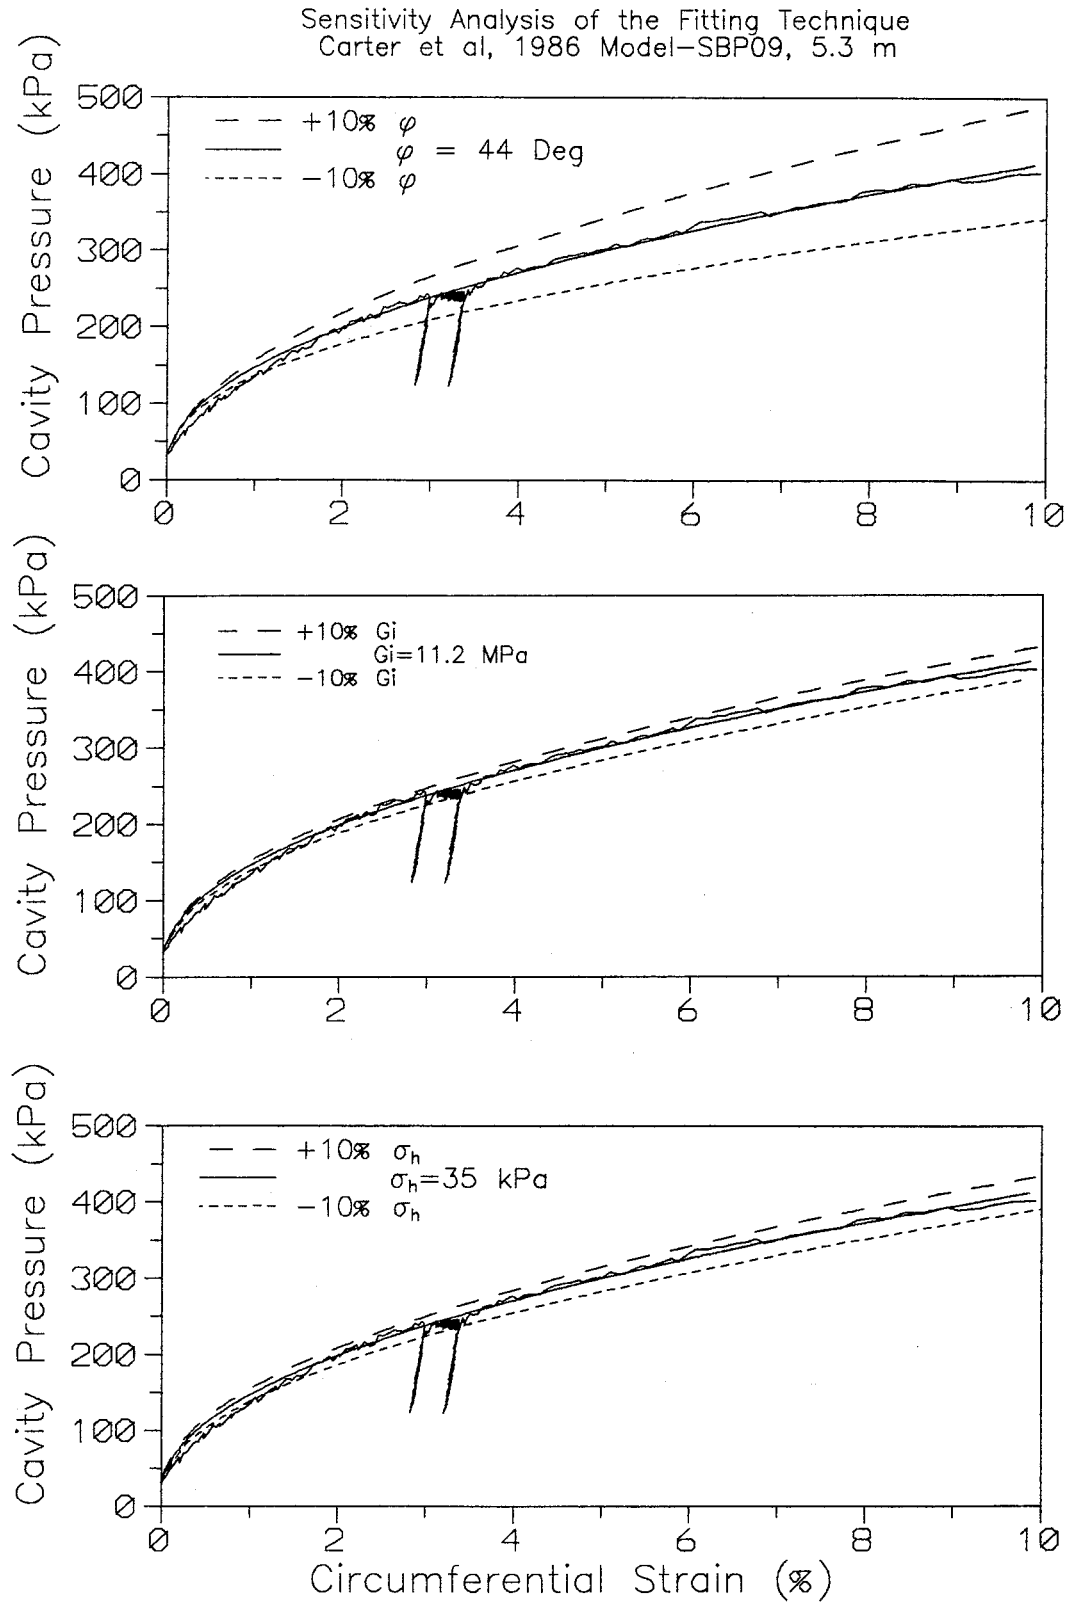 Sensitivity Analysis of the Fitting Technique
Carter et al, 1986 Model-SBP09, 5.3 m
Cavity Pressure (kPa)
500
400
300
200
100
0
+10% φ
φ = 44 Deg
-10% φ
0 2 4 6 8 10
Cavity Pressure (kPa)
500
400
300
200
100
0
+10% Gi
Gi=11.2 MPa
-10% Gi
0 2 4 6 8 10
Cavity Pressure (kPa)
500
400
300
200
100
0
+10% σh
σh=35 kPa
-10% σh
0 2 4 6 8 10
Circumferential Strain (%)